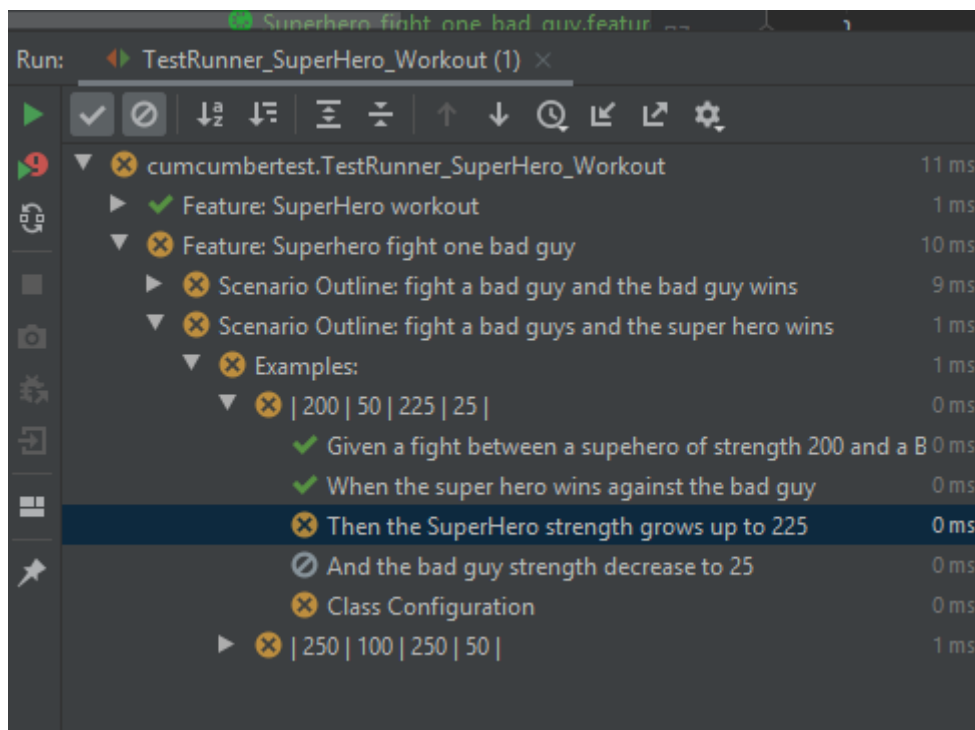 Superhero fight one bad guy.featur
Run: TestRunner_SuperHero_Workout (1)
cumcumbertest.TestRunner_SuperHero_Workout 11 ms
Feature: SuperHero workout 1 ms
Feature: Superhero fight one bad guy 10 ms
Scenario Outline: fight a bad guy and the bad guy wins 9 ms
Scenario Outline: fight a bad guys and the super hero wins 1 ms
Examples: 1 ms
| 200 | 50 | 225 | 25 | 0 ms
Given a fight between a supehero of strength 200 and a B 0 ms
When the super hero wins against the bad guy 0 ms
Then the SuperHero strength grows up to 225 0 ms
And the bad guy strength decrease to 25 0 ms
Class Configuration 0 ms
| 250 | 100 | 250 | 50 | 1 ms